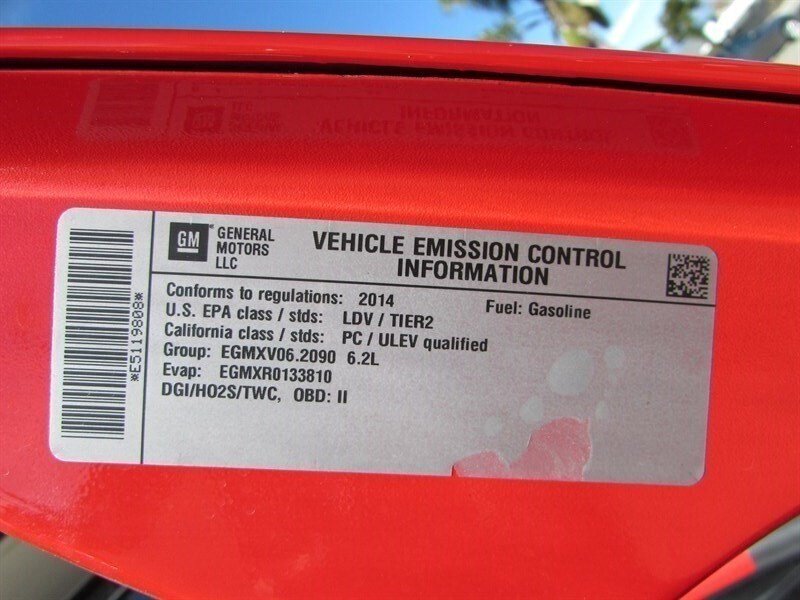 *E5119808*
GM
GENERAL
MOTORS
LLC
VEHICLE EMISSION CONTROL
INFORMATION
Conforms to regulations: 2014
Fuel: Gasoline
U.S. EPA class / stds: LDV / TIER2
California class / stds: PC / ULEV qualified
Group: EGMXV06.2090 6.2L
Evap: EGMXR0133810
DGI/HO2S/TWC, OBD: II